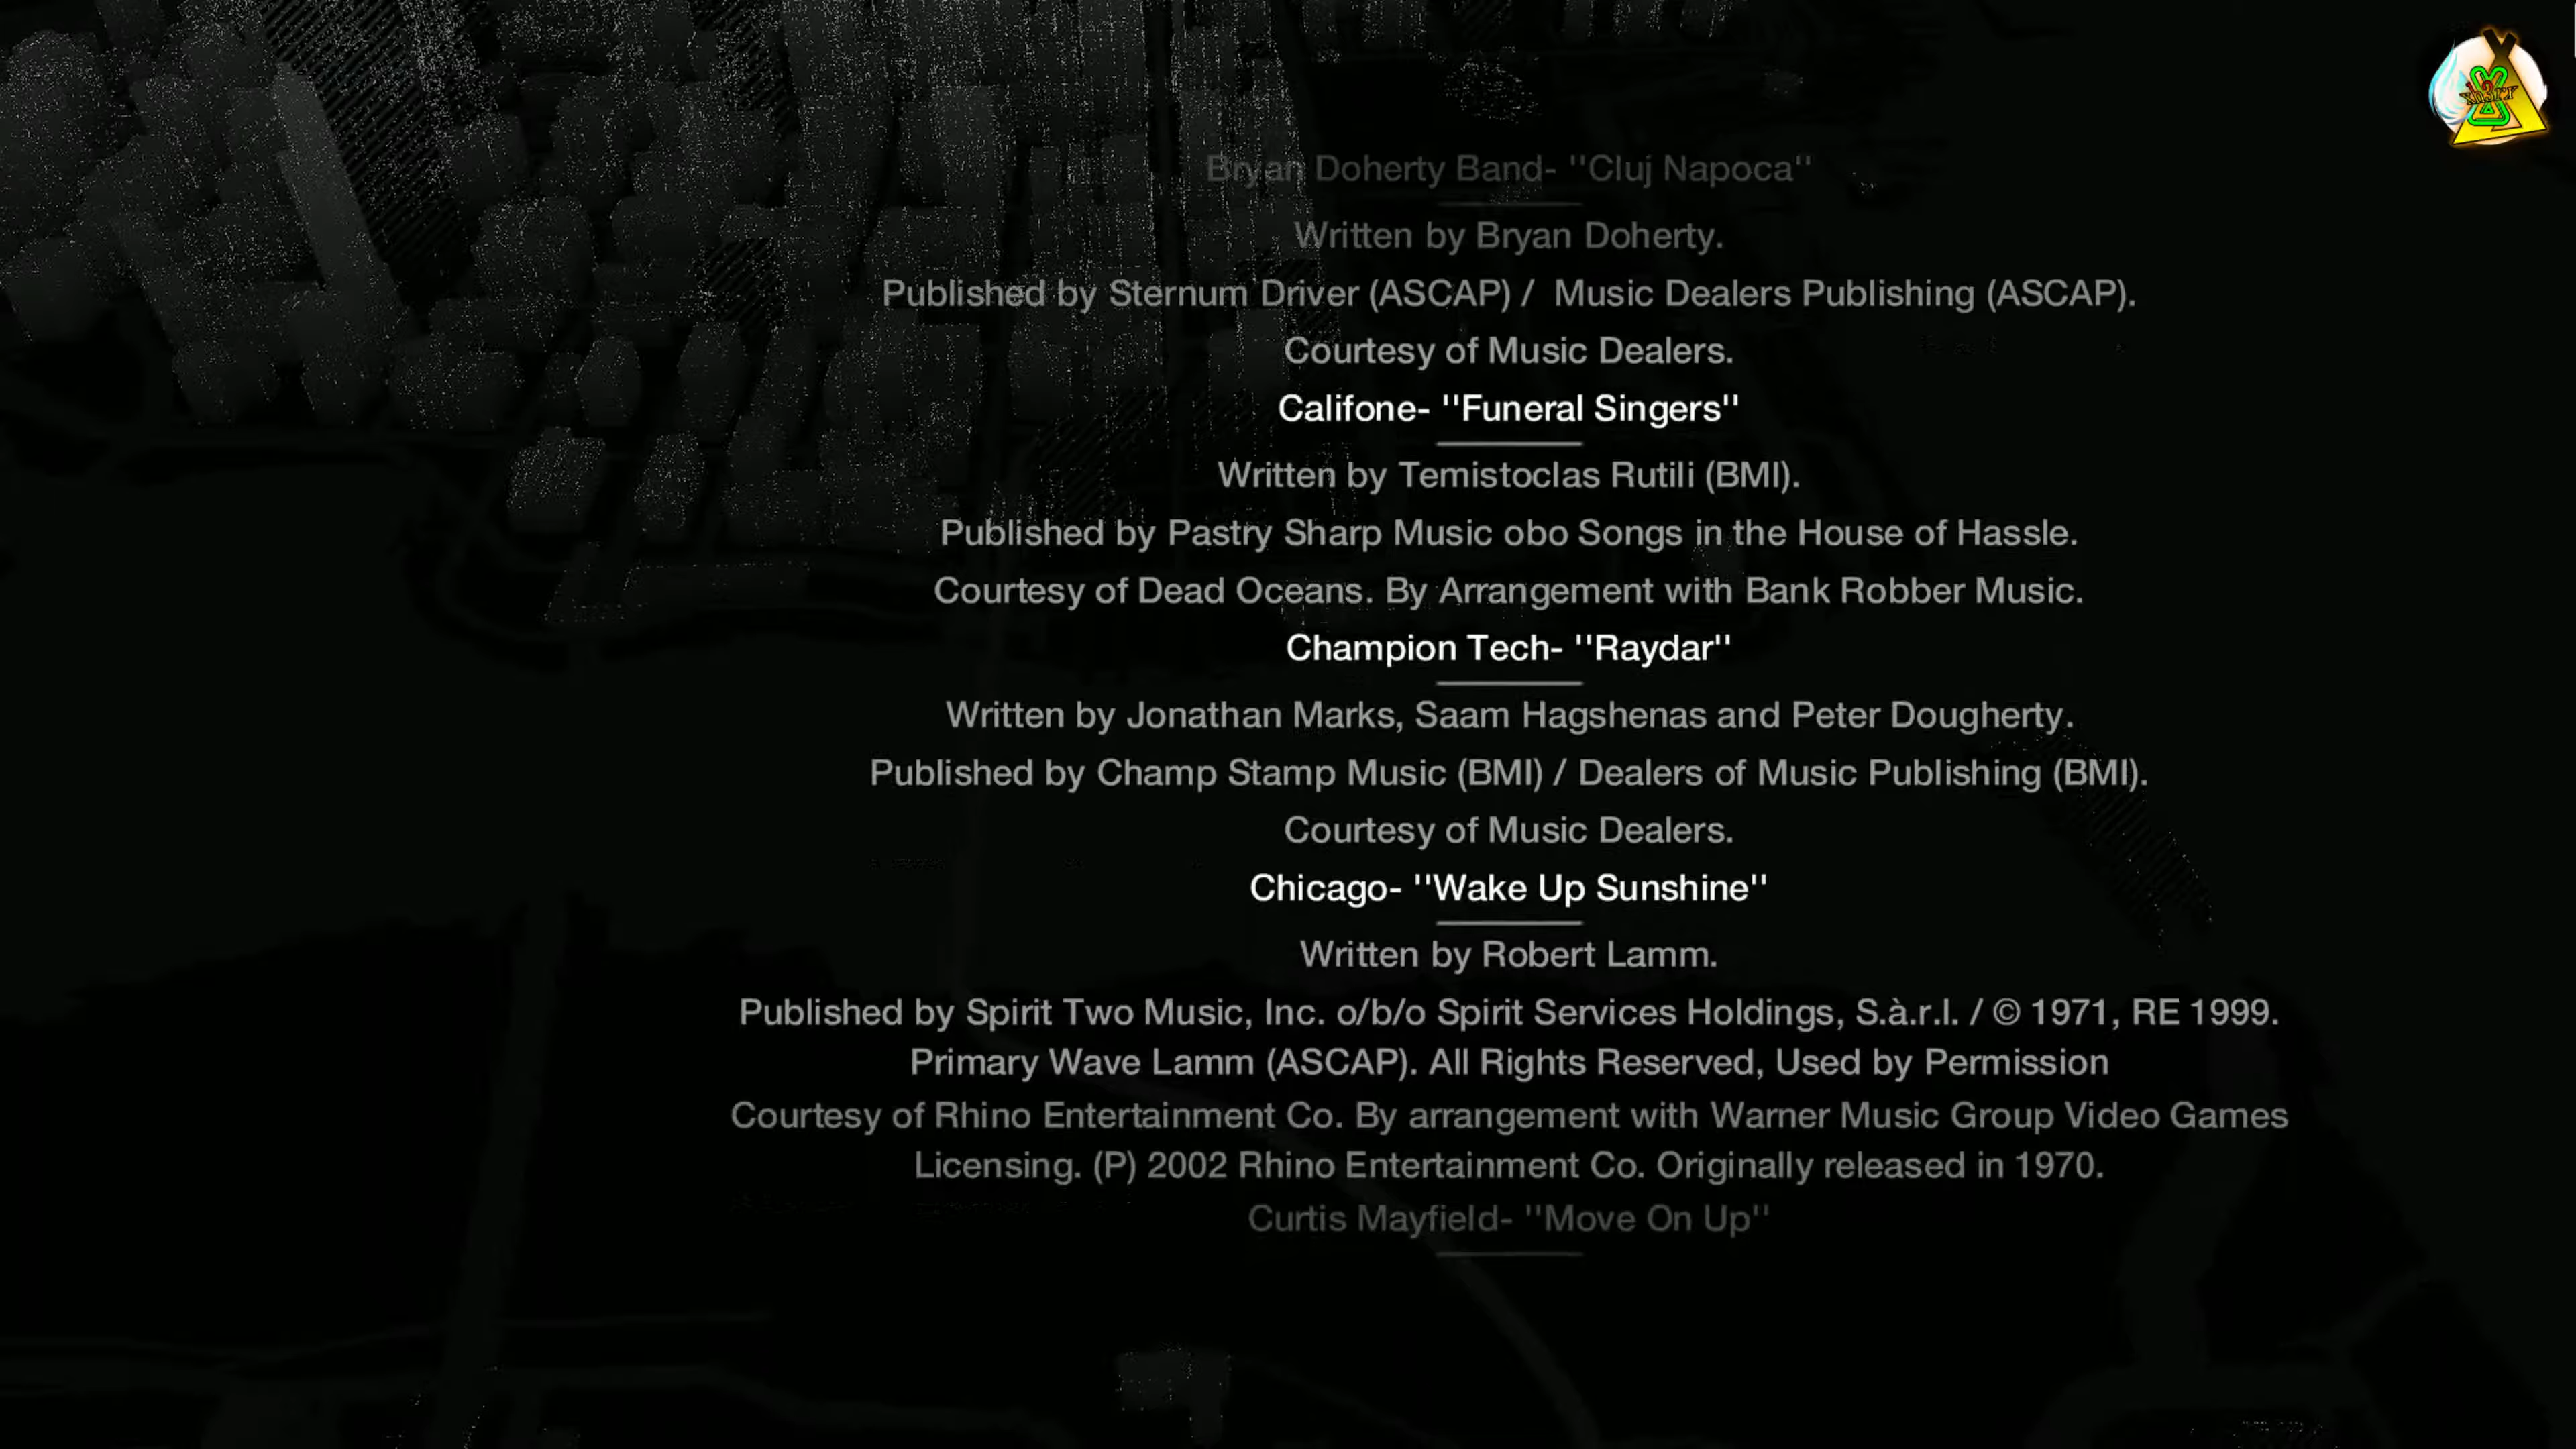 Bryan Doherty Band- ''Cluj Napoca''
Written by Bryan Doherty.
Published by Sternum Driver (ASCAP) /  Music Dealers Publishing (ASCAP).
Courtesy of Music Dealers.
Califone- ''Funeral Singers''
Written by Temistoclas Rutili (BMI).
Published by Pastry Sharp Music obo Songs in the House of Hassle.
Courtesy of Dead Oceans. By Arrangement with Bank Robber Music.
Champion Tech- ''Raydar''
Written by Jonathan Marks, Saam Hagshenas and Peter Dougherty.
Published by Champ Stamp Music (BMI) / Dealers of Music Publishing (BMI).
Courtesy of Music Dealers.
Chicago- ''Wake Up Sunshine''
Written by Robert Lamm.
Published by Spirit Two Music, Inc. o/b/o Spirit Services Holdings, S.à.r.l. / © 1971, RE 1999.
Primary Wave Lamm (ASCAP). All Rights Reserved, Used by Permission
Courtesy of Rhino Entertainment Co. By arrangement with Warner Music Group Video Games
Licensing. (P) 2002 Rhino Entertainment Co. Originally released in 1970.
Curtis Mayfield- ''Move On Up''